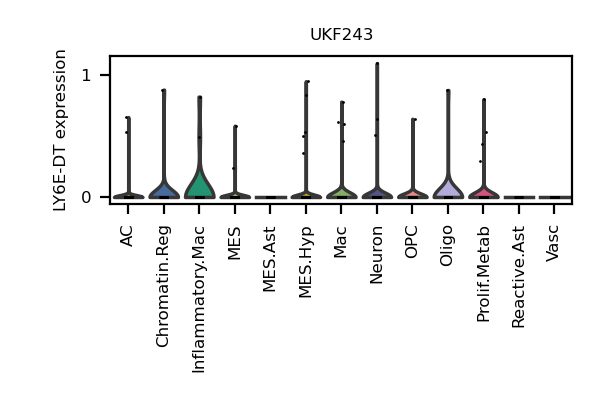 UKF243
LY6E-DT expression
1
0
AC
Chromatin.Reg
Inflammatory.Mac
MES
MES.Ast
MES.Hyp
Mac
Neuron
OPC
Oligo
Prolif.Metab
Reactive.Ast
Vasc